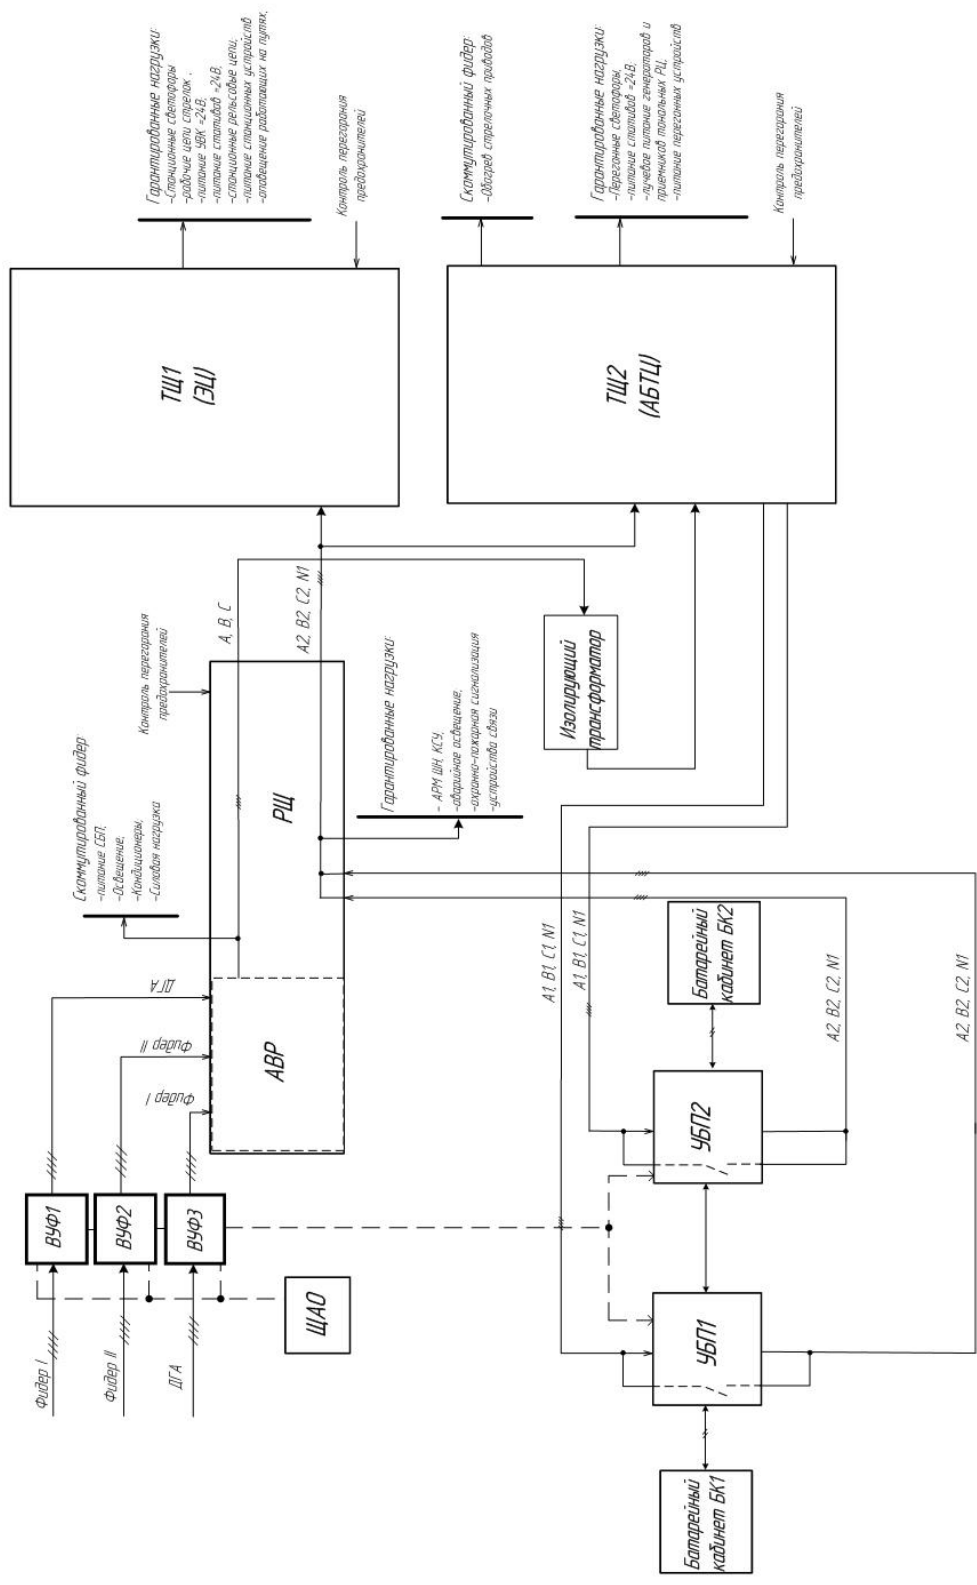 Фидер I
Фидер II
ДГА
ВУФ1
ВУФ2
ВУФ3
ЩАО
ДГА
Фидер II
Фидер I
АВР
РЩ
Скоммутированный фидер:
-питание СБП,
-Освещение,
-Кондиционеры,
-Силовая нагрузка
Контроль перегорания
предохранителей
A, B, C
A2, B2, C2, N1
Гарантированные нагрузки:
- АРМ ШН, КСУ,
-аварийное освещение,
-охранно-пожарная сигнализация
-устройства связи
ТЩ1
(ЭЦ)
Гарантированные нагрузки:
-Станционные светофоры
-рабочие цепи стрелок ,
-питание УВК =24В,
-питание стативов =24В,
-станционные рельсовые цепи,
-питание станционных устройств
-оповещение работающих на путях.
Контроль перегорания
предохранителей
Изолирующий
трансформатор
ТЩ2
(АБТЦ)
Скоммутированный фидер:
-Обогрев стрелочных приводов
Гарантированные нагрузки:
-Перегонные светофоры,
-питание стативов =24В,
-лучевое питание генераторов и
приемников тональных РЦ,
-питание перегонных устройств
Контроль перегорания
предохранителей
A1, B1, C1, N1
A1, B1, C1, N1
Батарейный
кабинет БК1
УБП1
УБП2
Батарейный
кабинет БК2
A2, B2, C2, N1
A2, B2, C2, N1